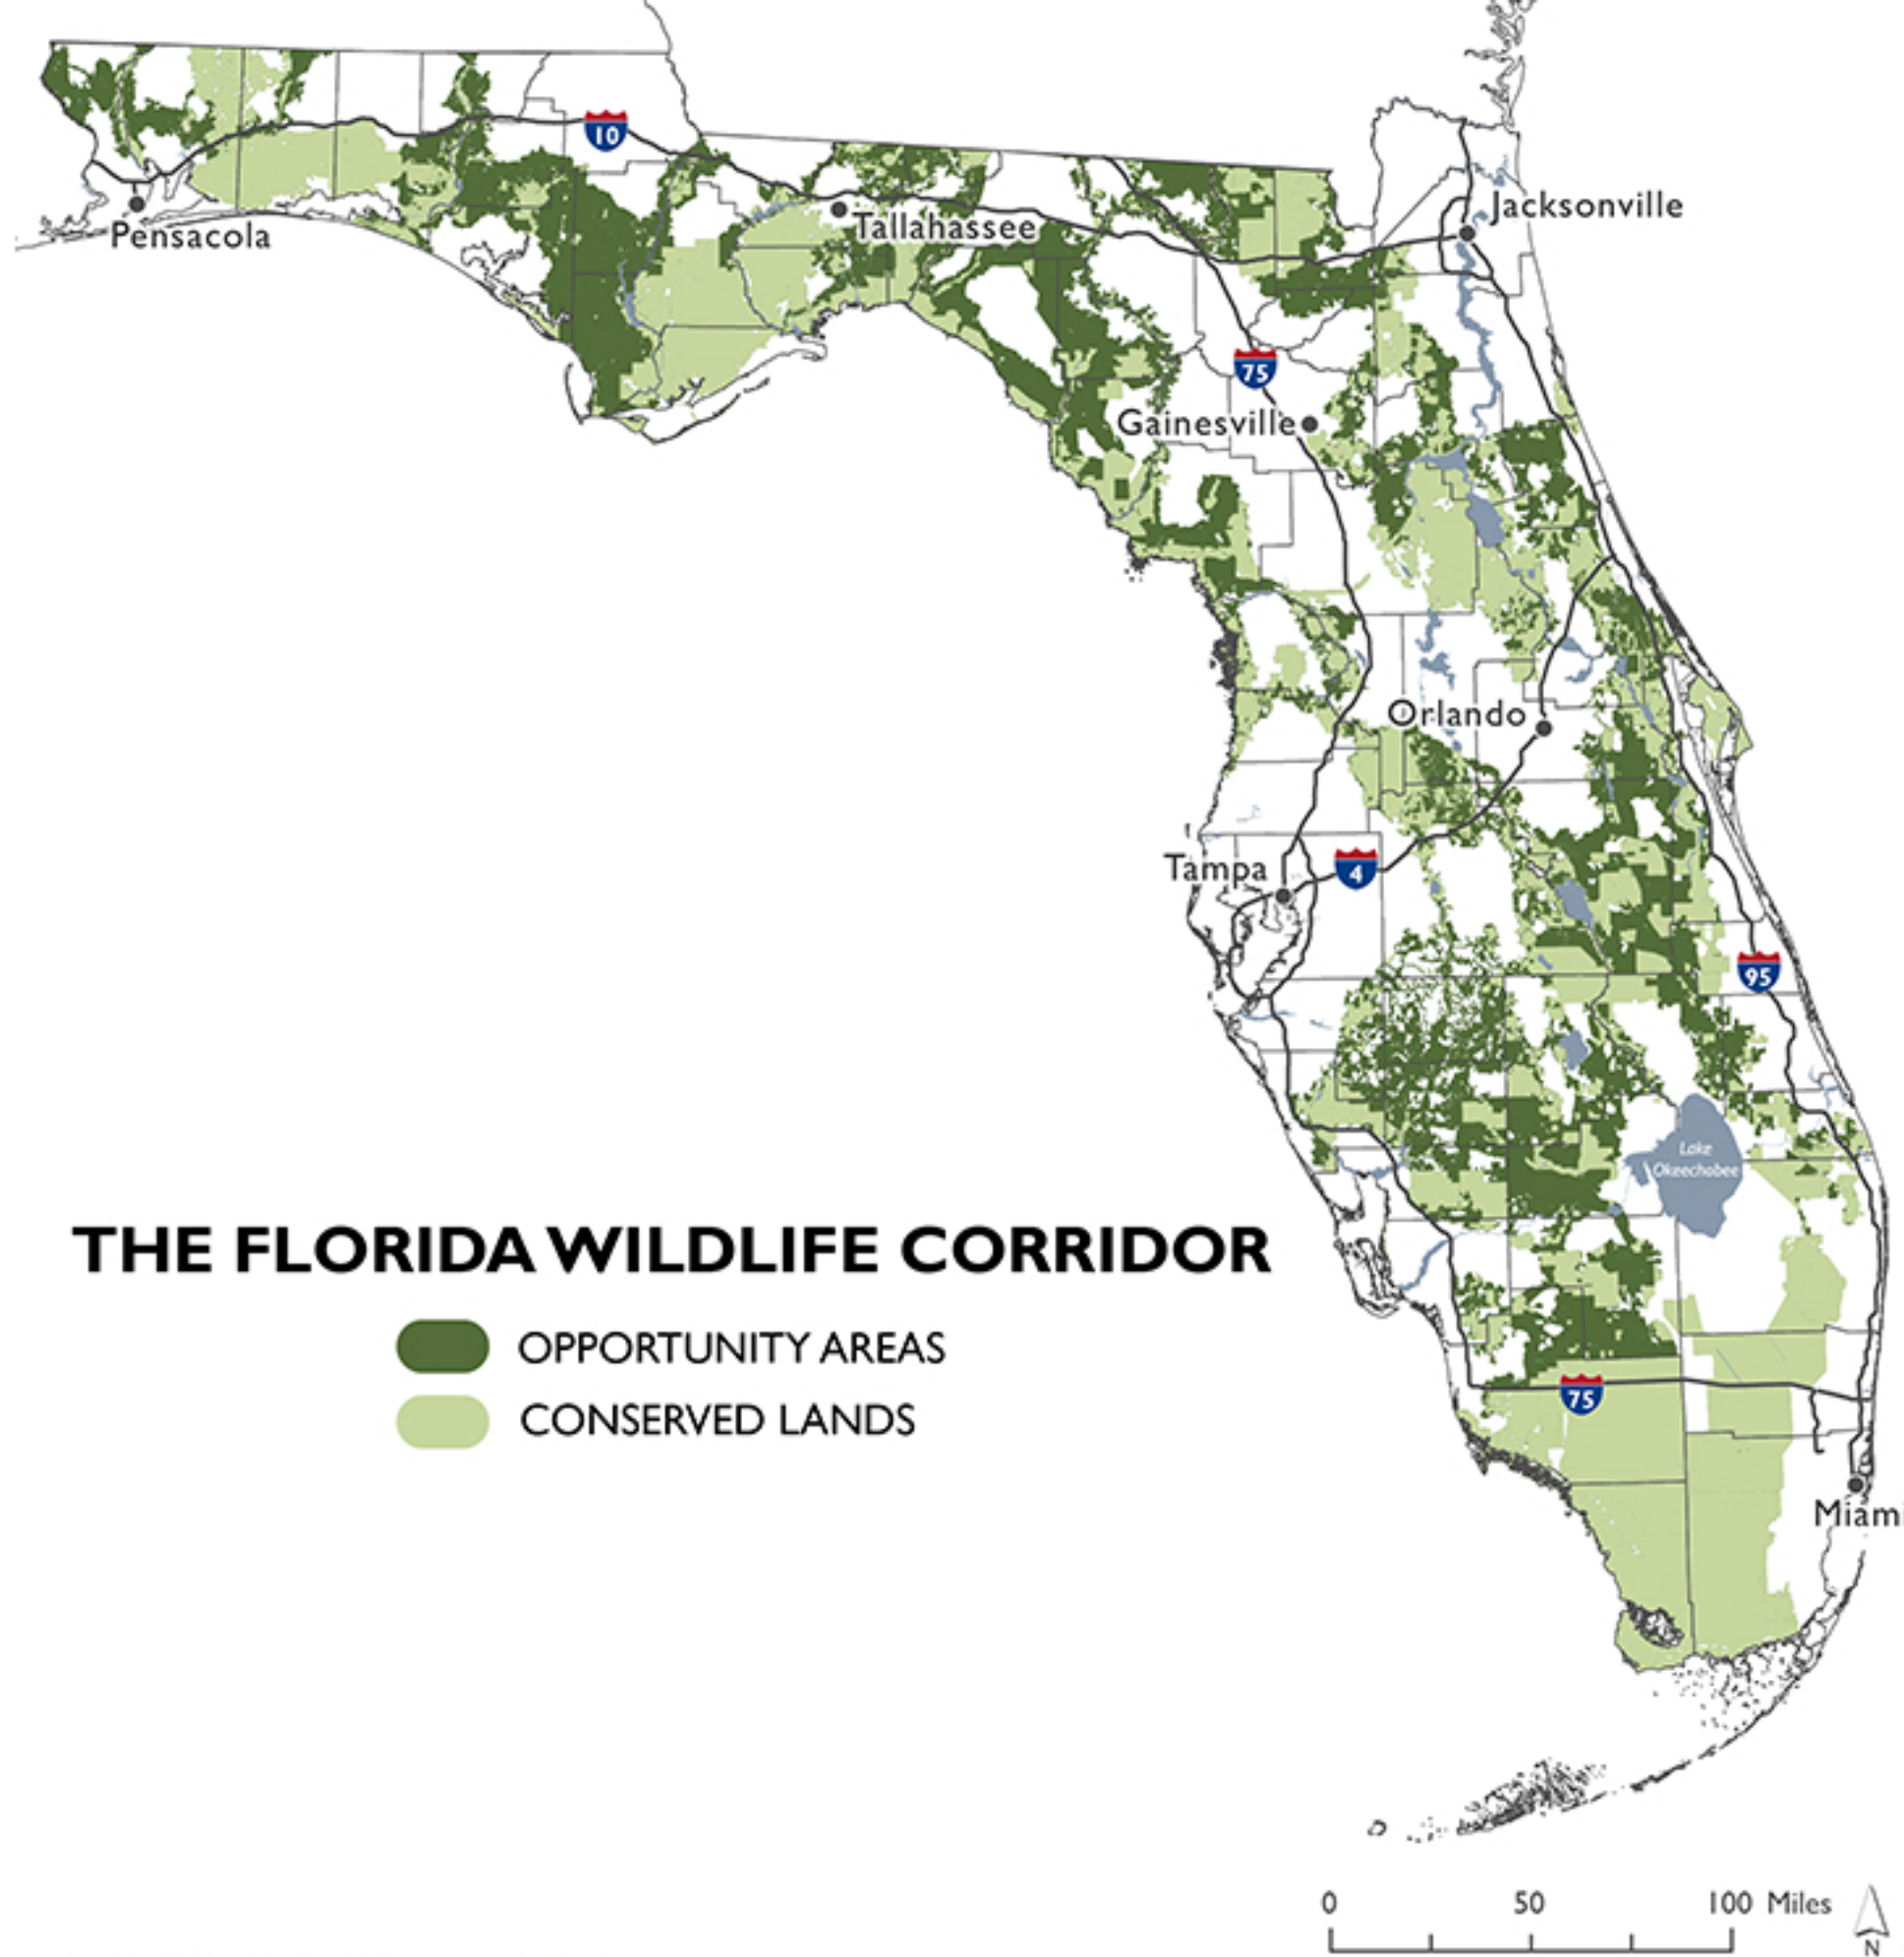 10
Jacksonville
Tallahassee
Pensacola
75
Gainesville
Orlando
Tampa
4
95
Lake
Okeechobee
THE FLORIDA WILDLIFE CORRIDOR
OPPORTUNITY AREAS
CONSERVED LANDS
75
Miam
0 50 100 Miles
N